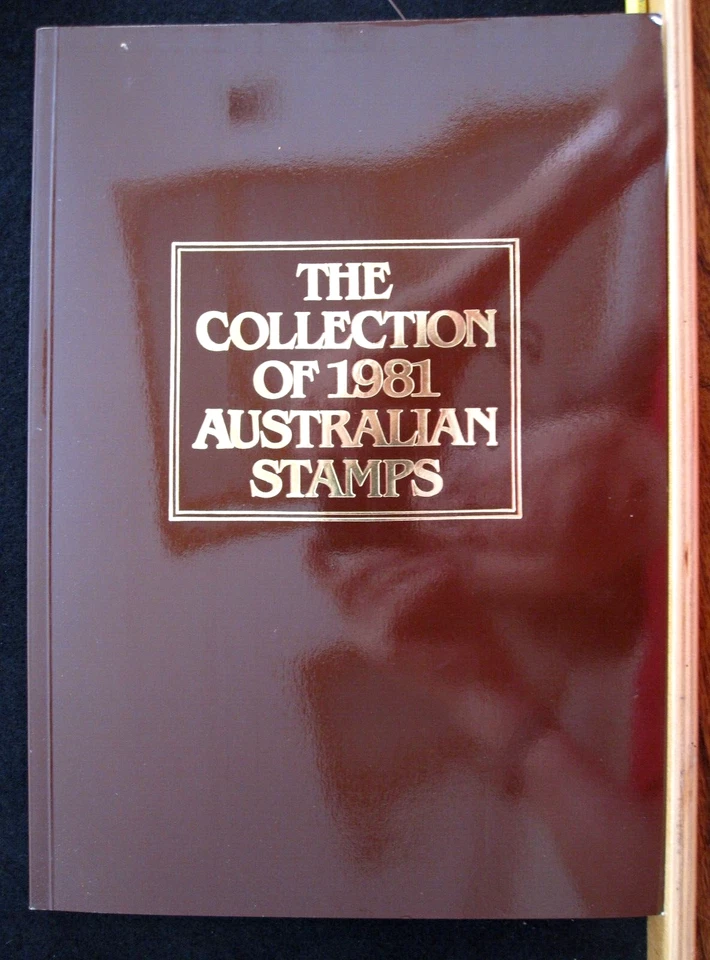 THE
COLLECTION
OF 1981
AUSTRALIAN
STAMPS